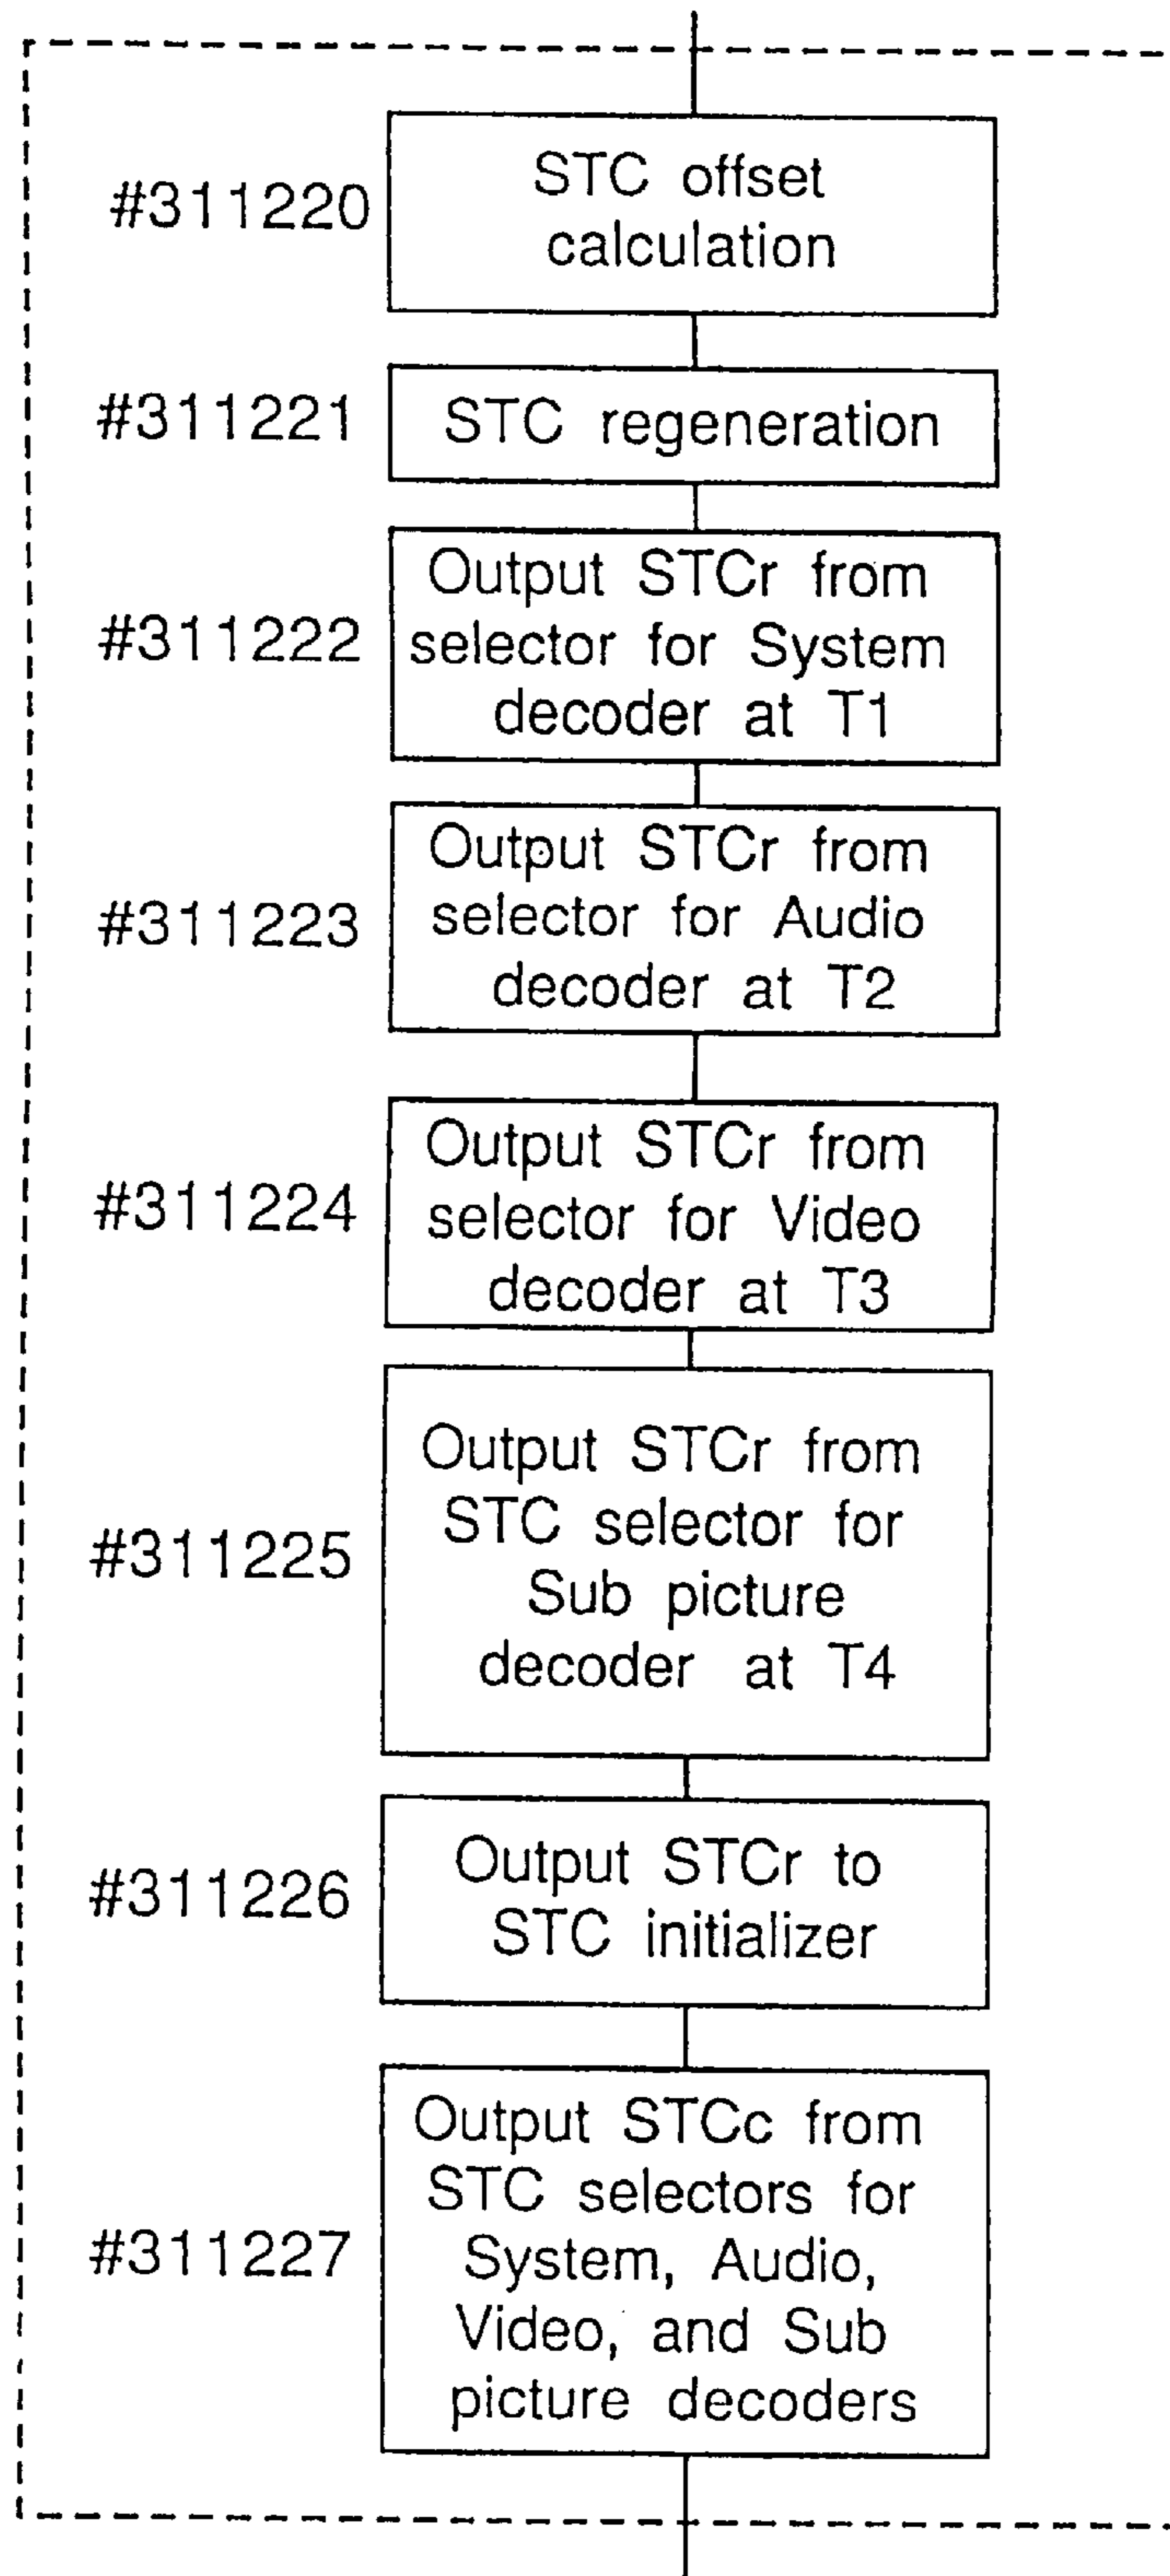 #311220
STC offset
calculation
#311221
STC regeneration
#311222
Output STCr from
selector for System
decoder at T1
#311223
Output STCr from
selector for Audio
decoder at T2
#311224
Output STCr from
selector for Video
decoder at T3
#311225
Output STCr from
STC selector for
Sub picture
decoder at T4
#311226
Output STCr to
STC initializer
#311227
Output STCc from
STC selectors for
System, Audio,
Video, and Sub
picture decoders